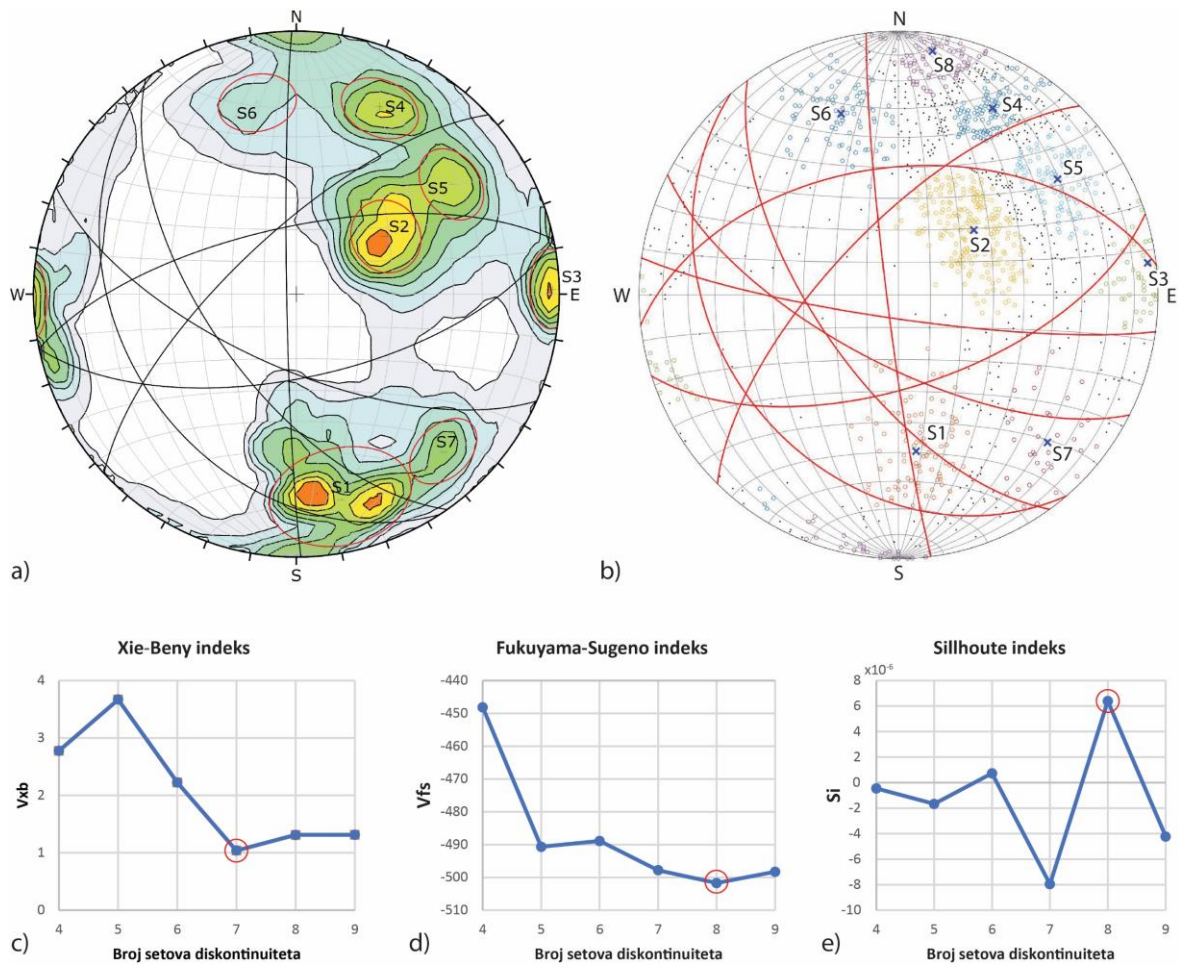 N
S6
S4
S5
S2
S3
W
E
S7
S1
S
a)
N
S8
S6
S4
S5
S2
S3
W
E
S1
S7
S
b)
Xie-Beny indeks
4
3
2
1
0
Vxb
4 5 6 7 8 9
Broj setova diskontinuiteta
c)
Fukuyama-Sugeno indeks
-440
-450
-460
-470
-480
-490
-500
-510
Vfs
4 5 6 7 8 9
Broj setova diskontinuiteta
d)
Sillhoute indeks
x10⁻⁶
8
6
4
2
0
-2
-4
-6
-8
-10
Si
4 5 6 7 8 9
Broj setova diskontinuiteta
e)